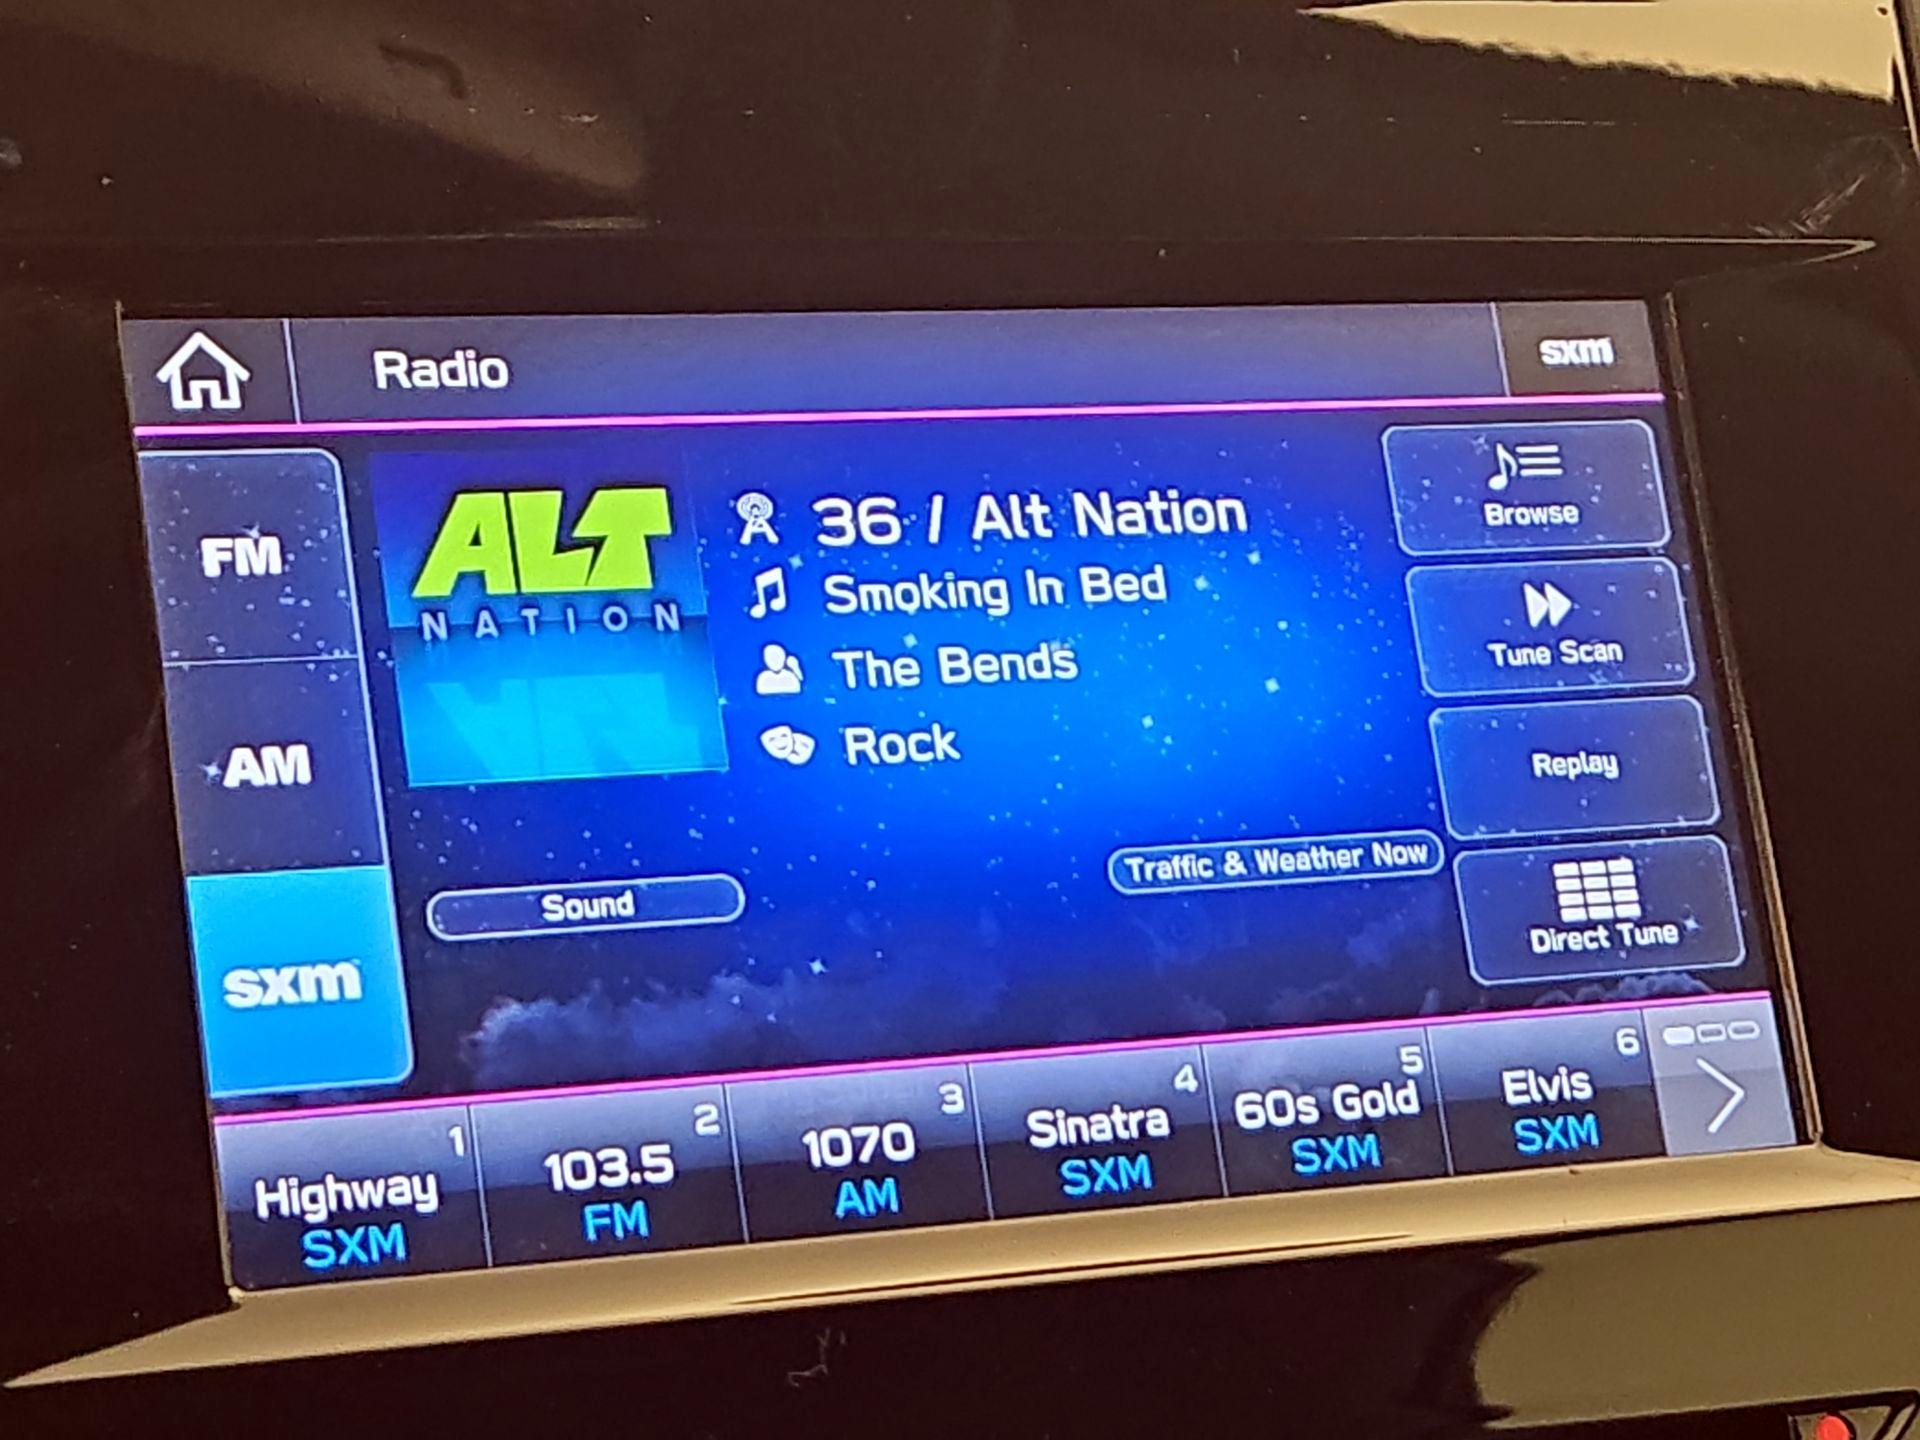 Radio
sxm
FM
AM
sxm
ALT
NATION
36 / Alt Nation
Smoking In Bed
The Bends
Rock
Sound
Traffic & Weather Now
Browse
Tune Scan
Replay
Direct Tune
1
Highway
SXM
2
103.5
FM
3
1070
AM
4
Sinatra
SXM
5
60s Gold
SXM
6
Elvis
SXM